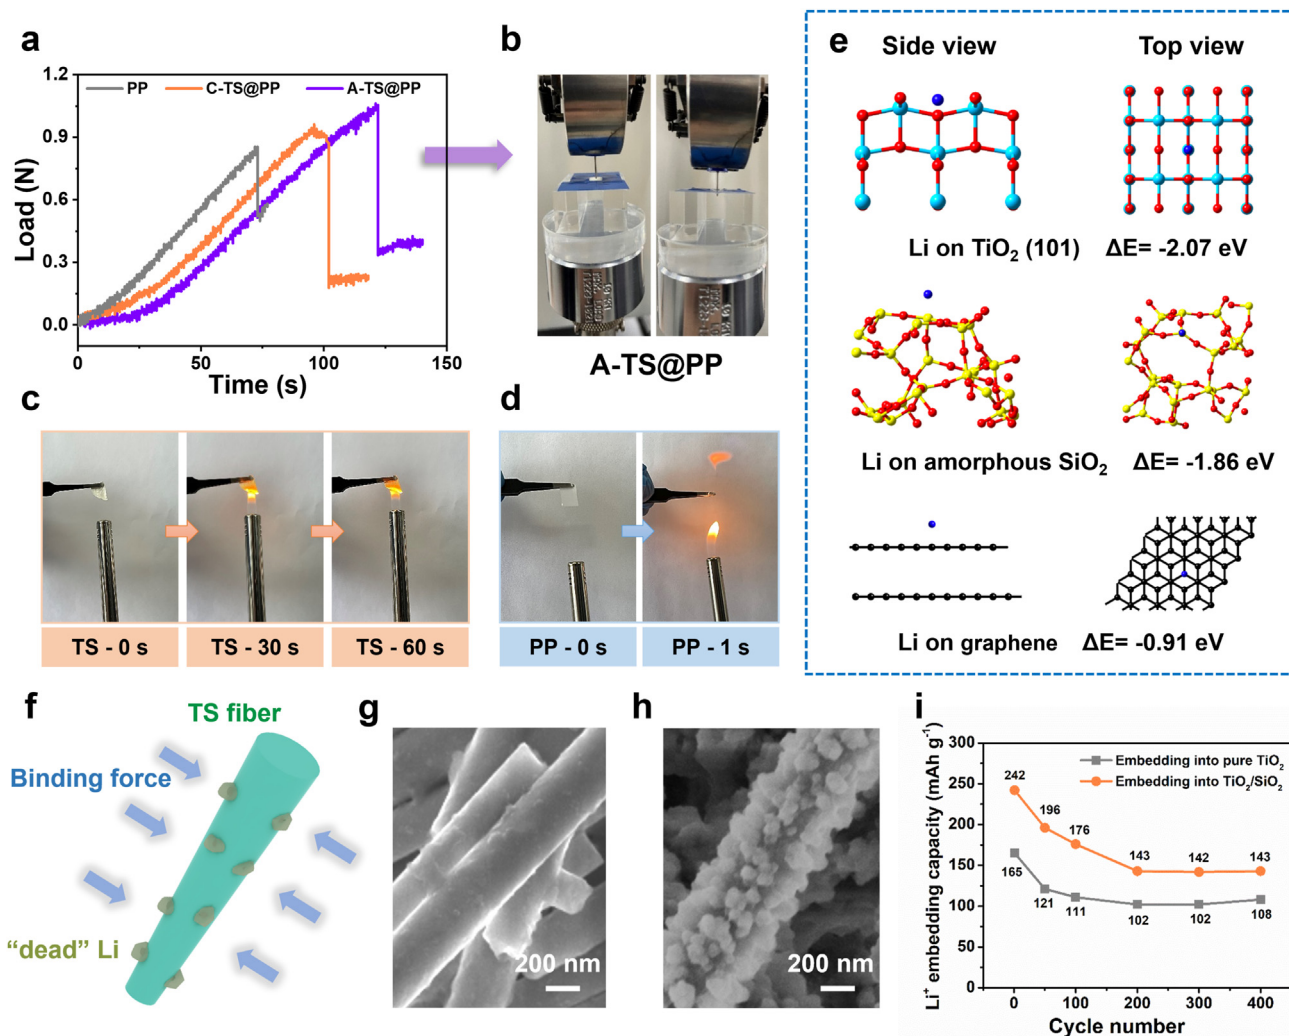 a
1.2
0.9
0.6
0.3
0.0
Load (N)
PP
C-TS@PP
A-TS@PP
0
50
100
150
Time (s)
b
A-TS@PP
c
TS - 0 s
TS - 30 s
TS - 60 s
d
PP - 0 s
PP - 1 s
e
Side view
Top view
Li on TiO₂ (101) ΔE= -2.07 eV
Li on amorphous SiO₂ ΔE= -1.86 eV
Li on graphene ΔE= -0.91 eV
f
TS fiber
Binding force
“dead” Li
g
200 nm
h
200 nm
i
Li⁺ embedding capacity (mAh g⁻¹)
300
250
200
150
100
50
0
Embedding into pure TiO₂
Embedding into TiO₂/SiO₂
242
196
176
143
142
143
165
121
111
102
102
108
0
100
200
300
400
Cycle number